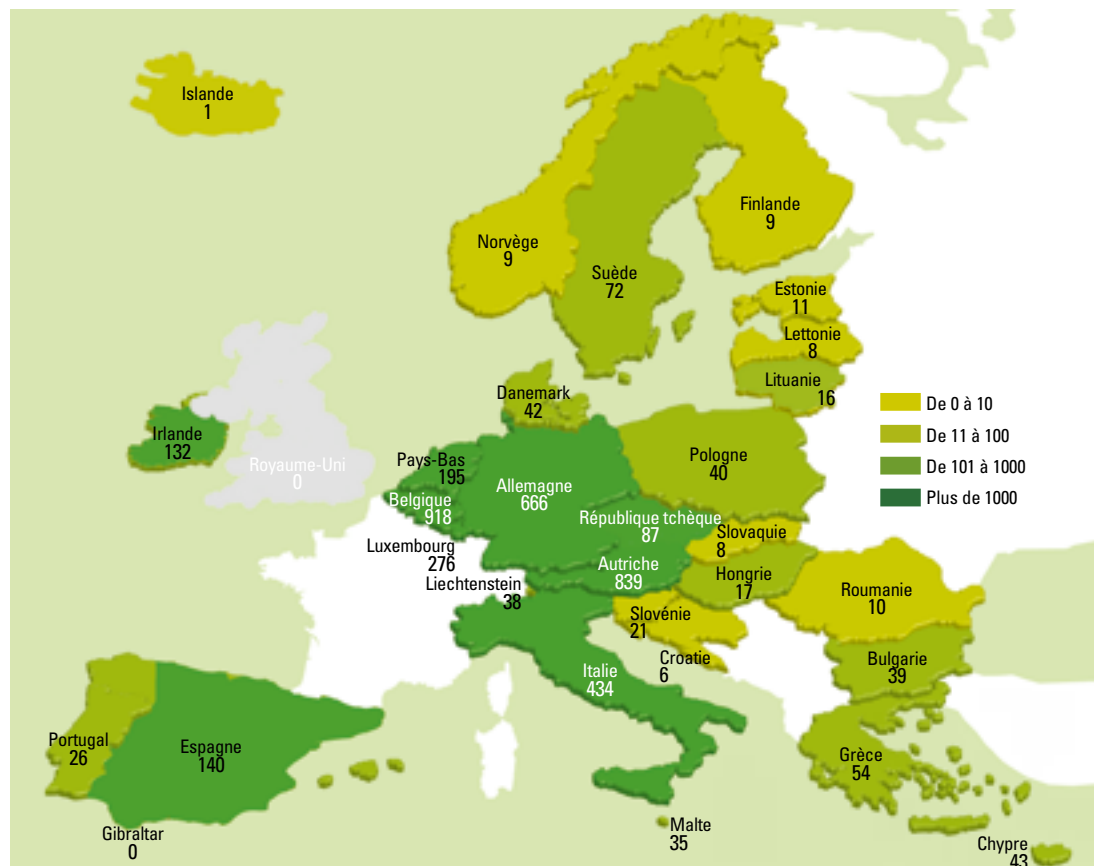 Islande
1
Finlande
9
Norvège
9
Suède
72
Estonie
11
Lettonie
8
Lituanie
16
Danemark
42
De 0 à 10
De 11 à 100
De 101 à 1000
Plus de 1000
Irlande
132
Royaume-Uni
0
Pays-Bas
195
Pologne
40
Allemagne
666
Belgique
918
République tchèque
87
Slovaquie
8
Luxembourg
276
Autriche
839
Liechtenstein
38
Hongrie
17
Roumanie
10
Slovénie
21
Croatie
6
Bulgarie
39
Italie
434
Portugal
26
Espagne
140
Grèce
54
Gibraltar
0
Malte
35
Chypre
43